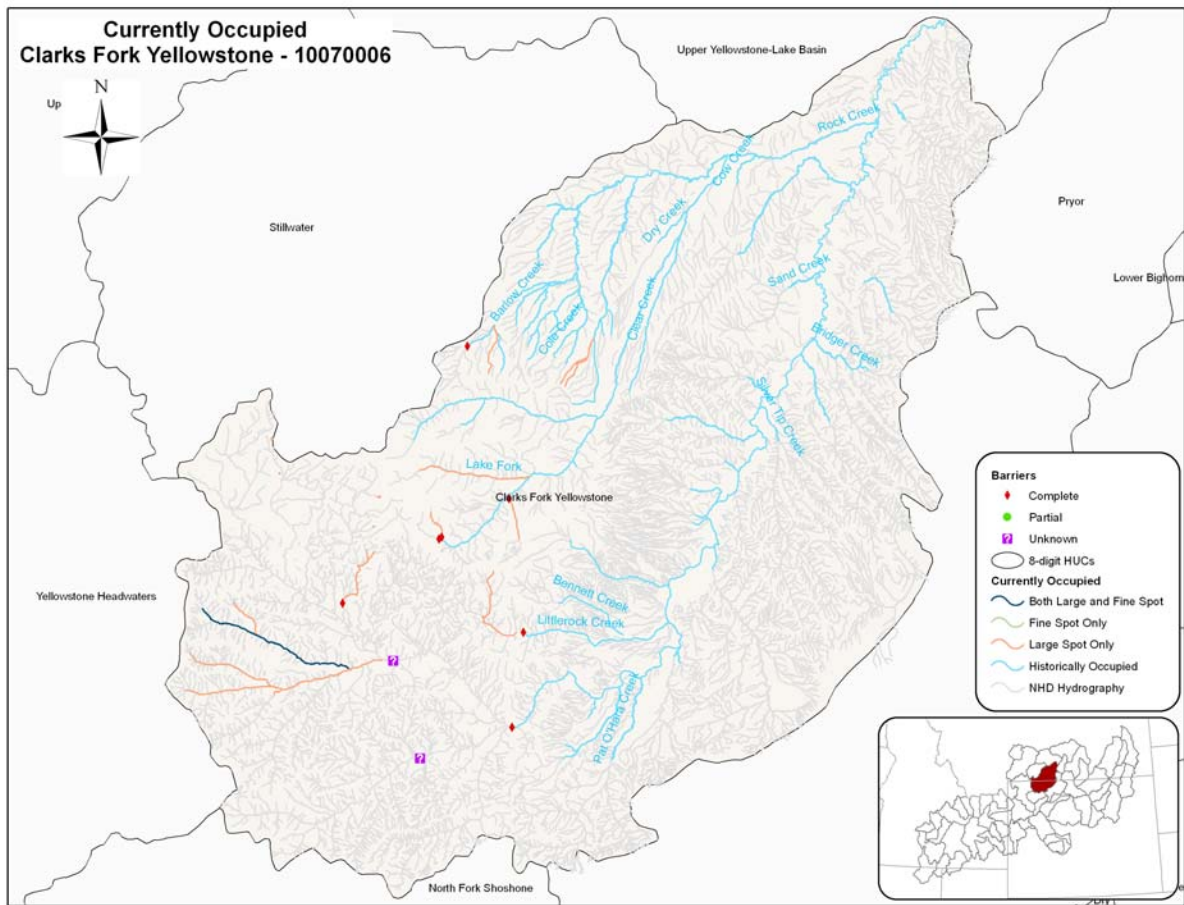 Currently Occupied
Clarks Fork Yellowstone - 10070006
Upper Yellowstone-Lake Basin
N
Up
Rock Creek
Cow Creek
Pryor
Stillwater
Dry Creek
Lower Bighorn
Sand Creek
Barlow Creek
Clear Creek
Cole Creek
Bridger Creek
Silver Tip Creek
Lake Fork
Clarks Fork Yellowstone
Bennett Creek
Yellowstone Headwaters
Littlerock Creek
Pat O'Hara Creek
North Fork Shoshone
Barriers
Complete
Partial
? Unknown
8-digit HUCs
Currently Occupied
Both Large and Fine Spot
Fine Spot Only
Large Spot Only
Historically Occupied
NHD Hydrography
?
?